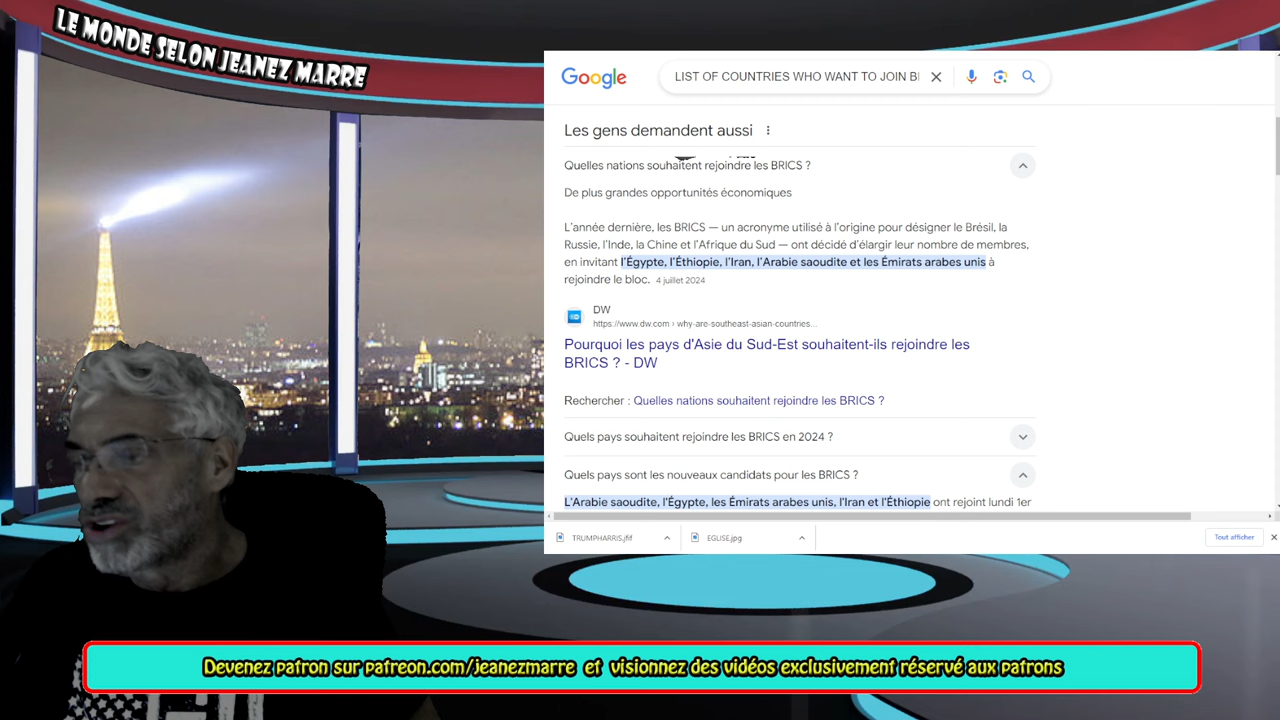 LE MONDE SELON JEANEZ MARRE
Google
LIST OF COUNTRIES WHO WANT TO JOIN B
Les gens demandent aussi
Quelles nations souhaitent rejoindre les BRICS ?
De plus grandes opportunités économiques
L'année dernière, les BRICS — un acronyme utilisé à l'origine pour désigner le Brésil, la
Russie, l'Inde, la Chine et l'Afrique du Sud — ont décidé d'élargir leur nombre de membres,
en invitant l'Égypte, l'Éthiopie, l'Iran, l'Arabie saoudite et les Émirats arabes unis à
rejoindre le bloc. 4 juillet 2024
DW
https://www.dw.com › why-are-southeast-asian-countries...
Pourquoi les pays d'Asie du Sud-Est souhaitent-ils rejoindre les
BRICS ? - DW
Rechercher : Quelles nations souhaitent rejoindre les BRICS ?
Quels pays souhaitent rejoindre les BRICS en 2024 ?
Quels pays sont les nouveaux candidats pour les BRICS ?
L'Arabie saoudite, l'Égypte, les Émirats arabes unis, l'Iran et l'Éthiopie ont rejoint lundi 1er
TRUMPHARRIS.jfif
EGLISE.jpg
Tout afficher
Devenez patron sur patreon.com/jeanezmarre et visionnez des vidéos exclusivement réservé aux patrons